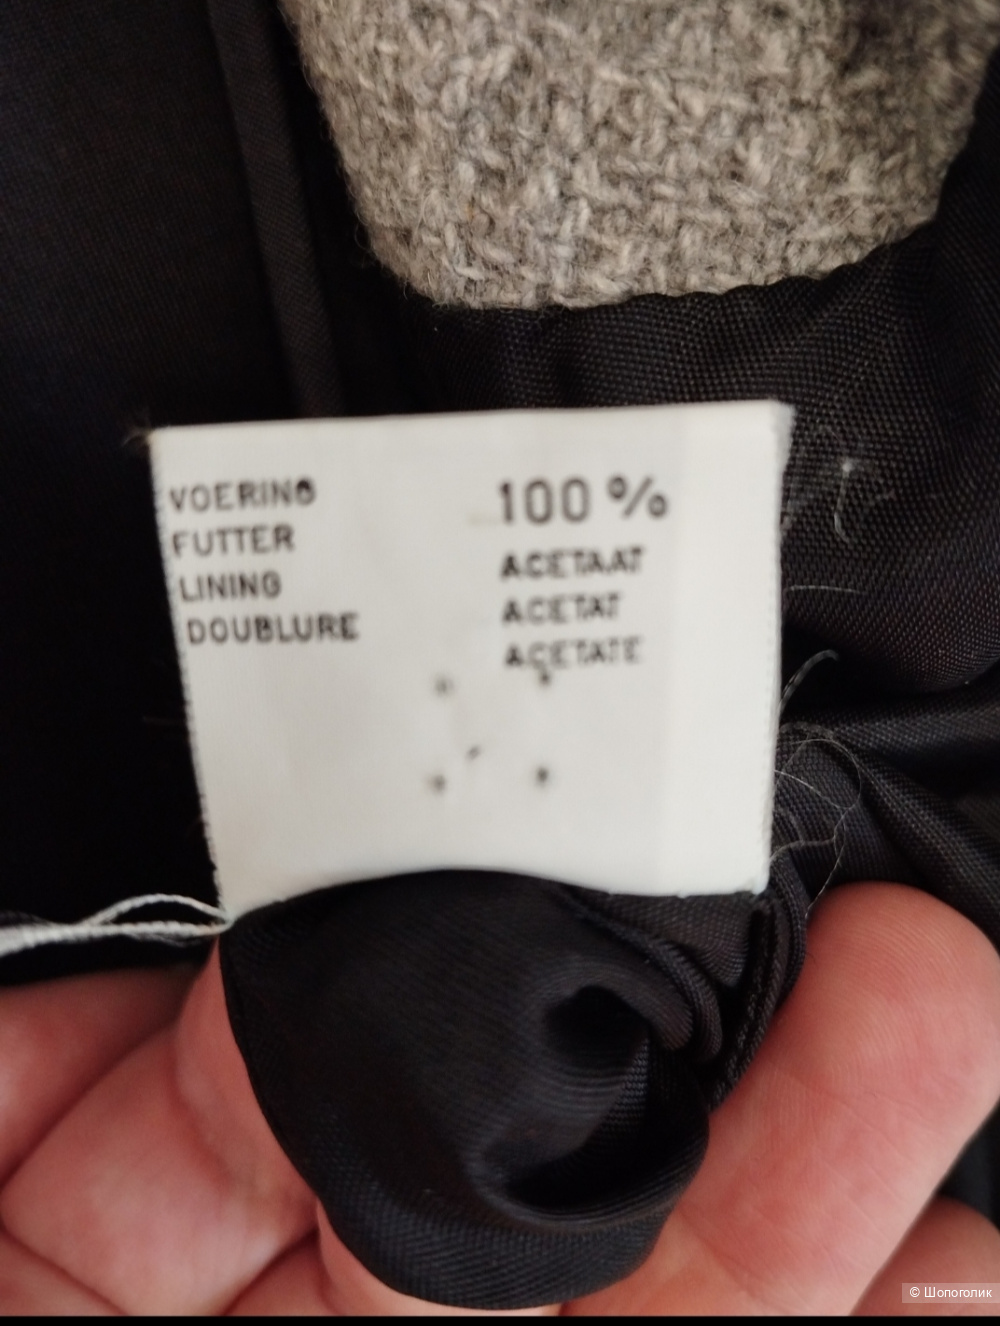 VOERING
FUTTER
LINING
DOUBLURE
100 %
ACETAAT
ACETAT
ACETATE
© Шопоголик